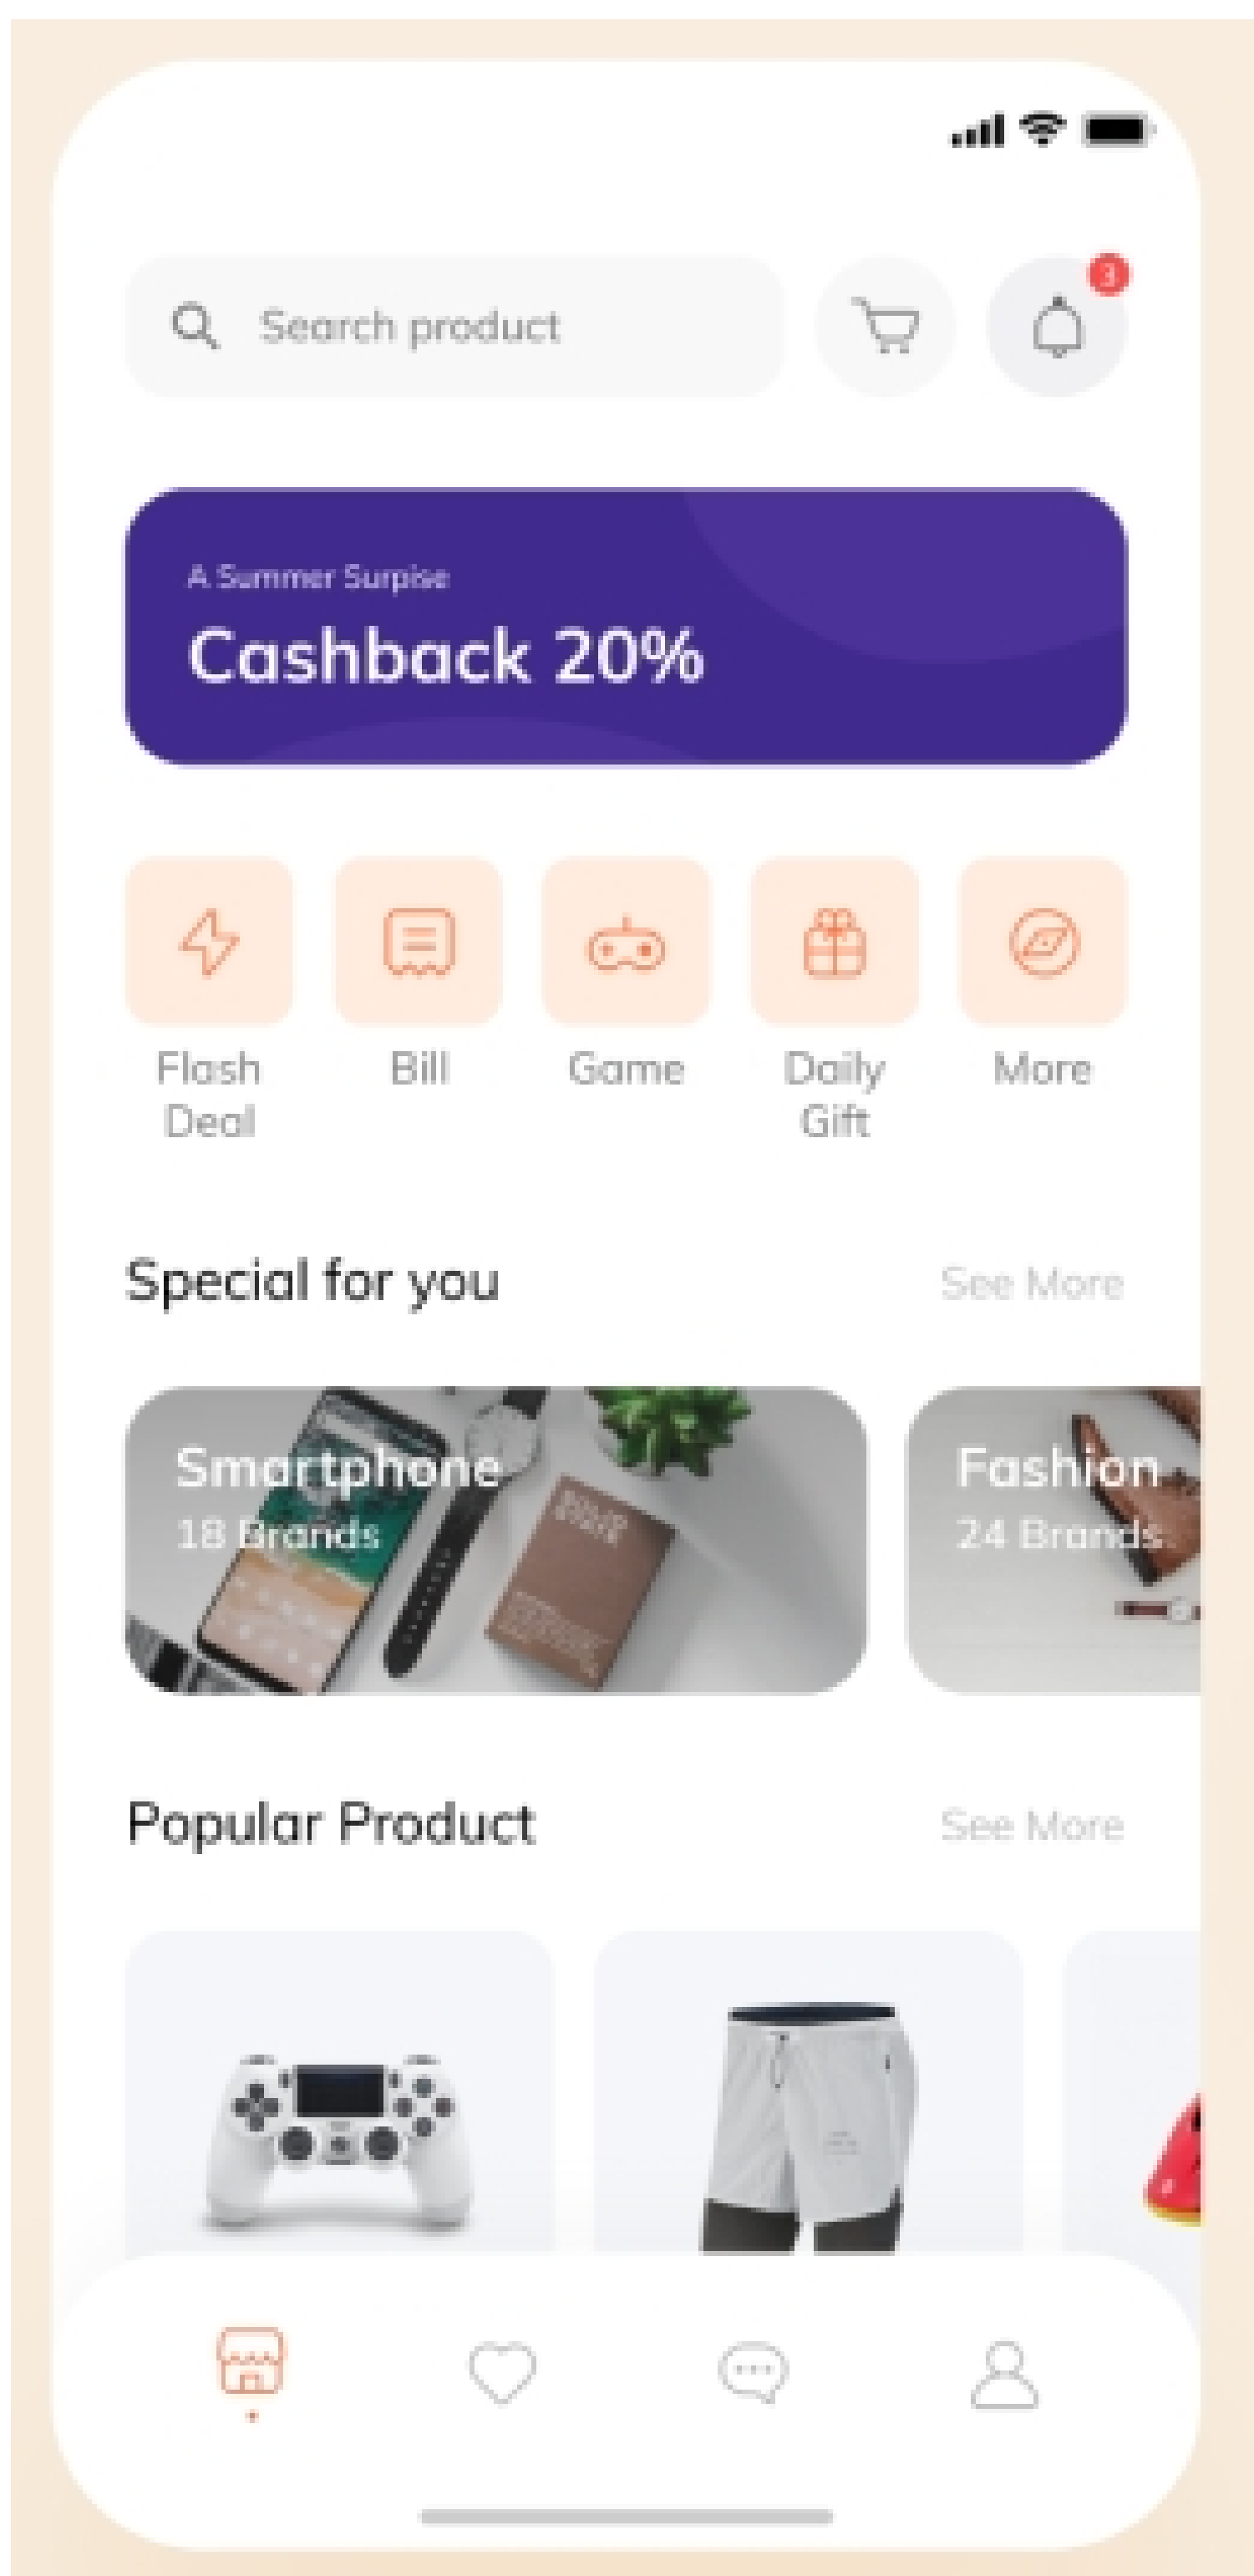 3
Search product
A Summer Surpise
Cashback 20%
Flash
Deal
Bill
Game
Daily
Gift
More
Special for you
See More
Smartphone
18 Brands
Fashion
24 Brands
Popular Product
See More